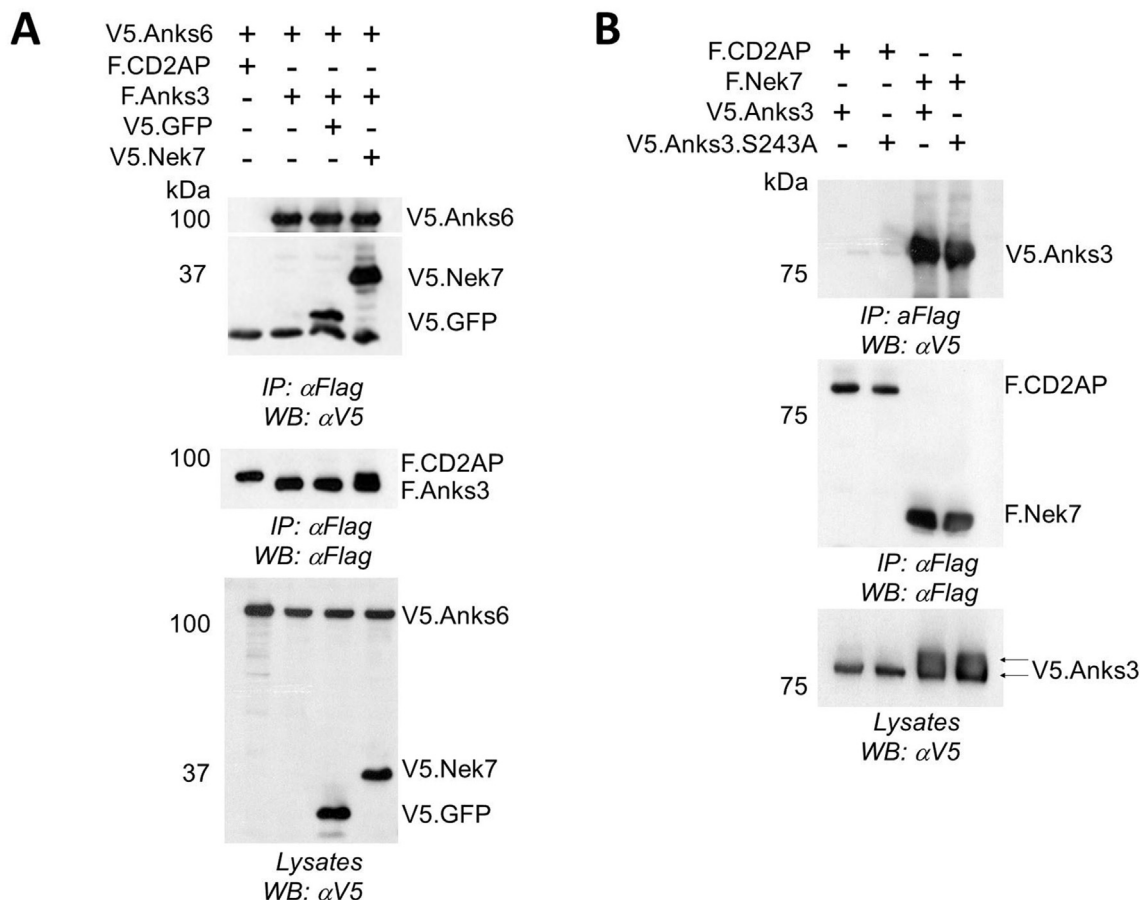 A
V5.Anks6 + + + +
F.CD2AP + - - -
F.Anks3 - + + +
V5.GFP - - + -
V5.Nek7 - - - +
kDa
100 V5.Anks6
37 V5.Nek7
V5.GFP
IP: αFlag
WB: αV5
100 F.CD2AP
F.Anks3
IP: αFlag
WB: αFlag
100 V5.Anks6
37 V5.Nek7
V5.GFP
Lysates
WB: αV5
B
F.CD2AP + + - -
F.Nek7 - - + +
V5.Anks3 + - + -
V5.Anks3.S243A - + - +
kDa
75 V5.Anks3
IP: aFlag
WB: αV5
F.CD2AP
75
F.Nek7
IP: αFlag
WB: αFlag
V5.Anks3
75
Lysates
WB: αV5